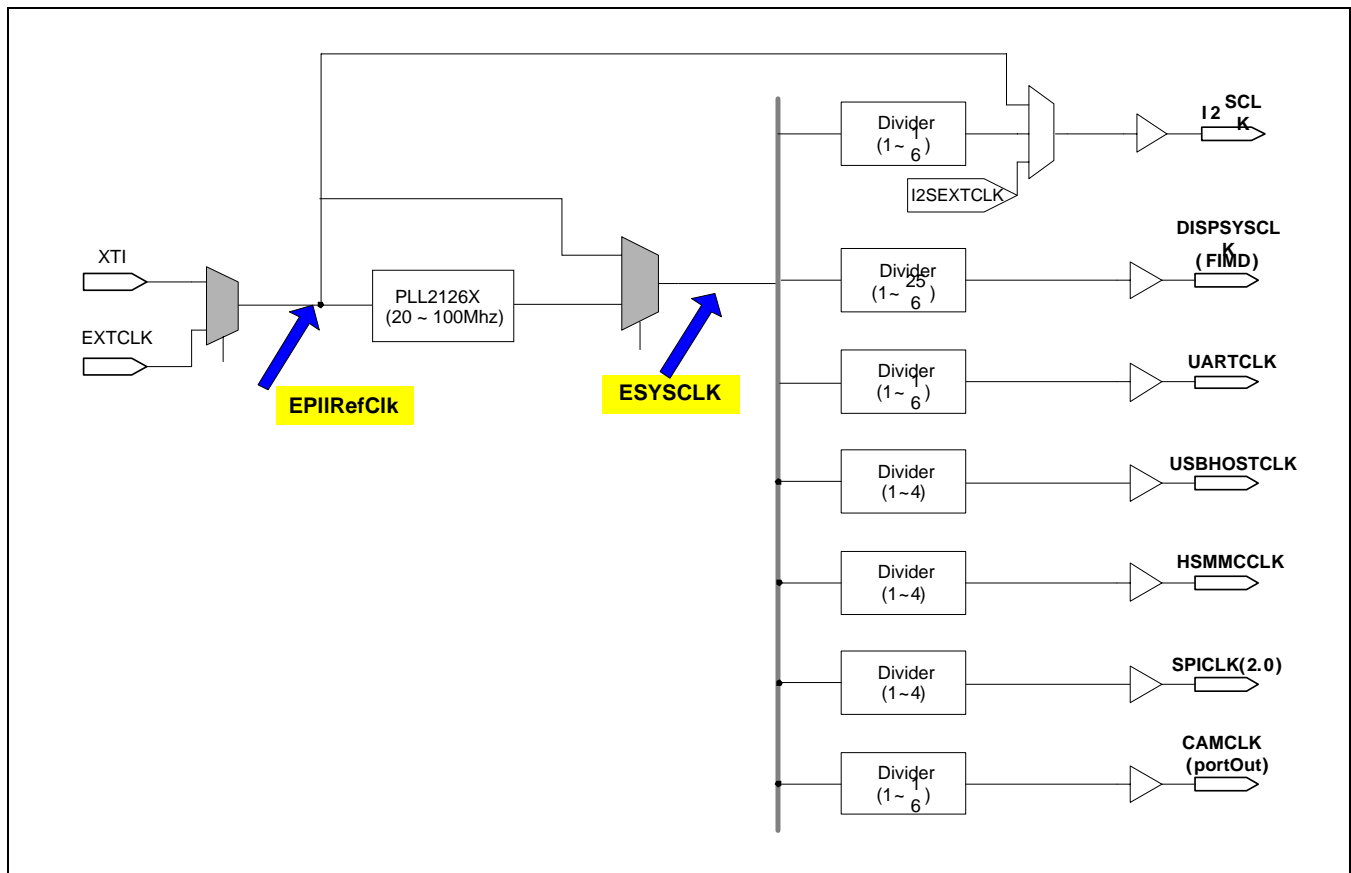 I2SCLK
Divider
(1~16)
I2SEXTCLK
DISPSYSCLK
(FIMD)
XTI
Divider
(1~256)
PLL2126X
(20 ~ 100Mhz)
EXTCLK
UARTCLK
ESYSCLK
Divider
(1~16)
EPllRefClk
USBHOSTCLK
Divider
(1~4)
HSMMCCLK
Divider
(1~4)
SPICLK(2.0)
Divider
(1~4)
CAMCLK
(portOut)
Divider
(1~16)